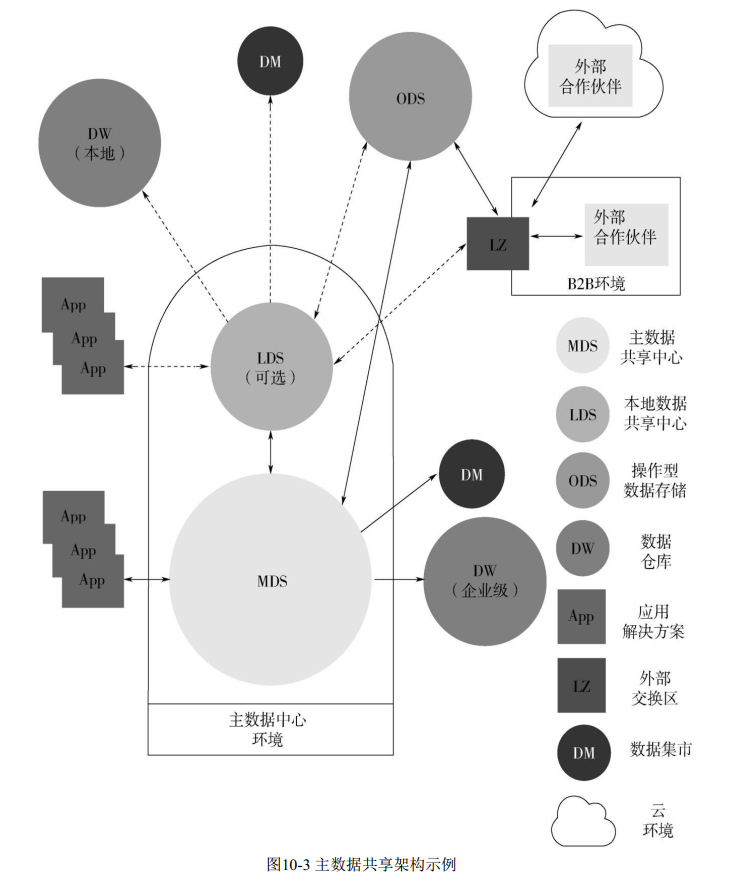 DM
ODS
外部
合作伙伴
DW
（本地）
外部
合作伙伴
LZ
B2B环境
App
App
App
LDS
（可选）
DM
App
App
App
MDS
DW
（企业级）
主数据中心
环境
MDS
主数据
共享中心
LDS
本地数据
共享中心
ODS
操作型
数据存储
DW
数据
仓库
App
应用
解决方案
LZ
外部
交换区
DM
数据集市
云
环境
图10-3 主数据共享架构示例